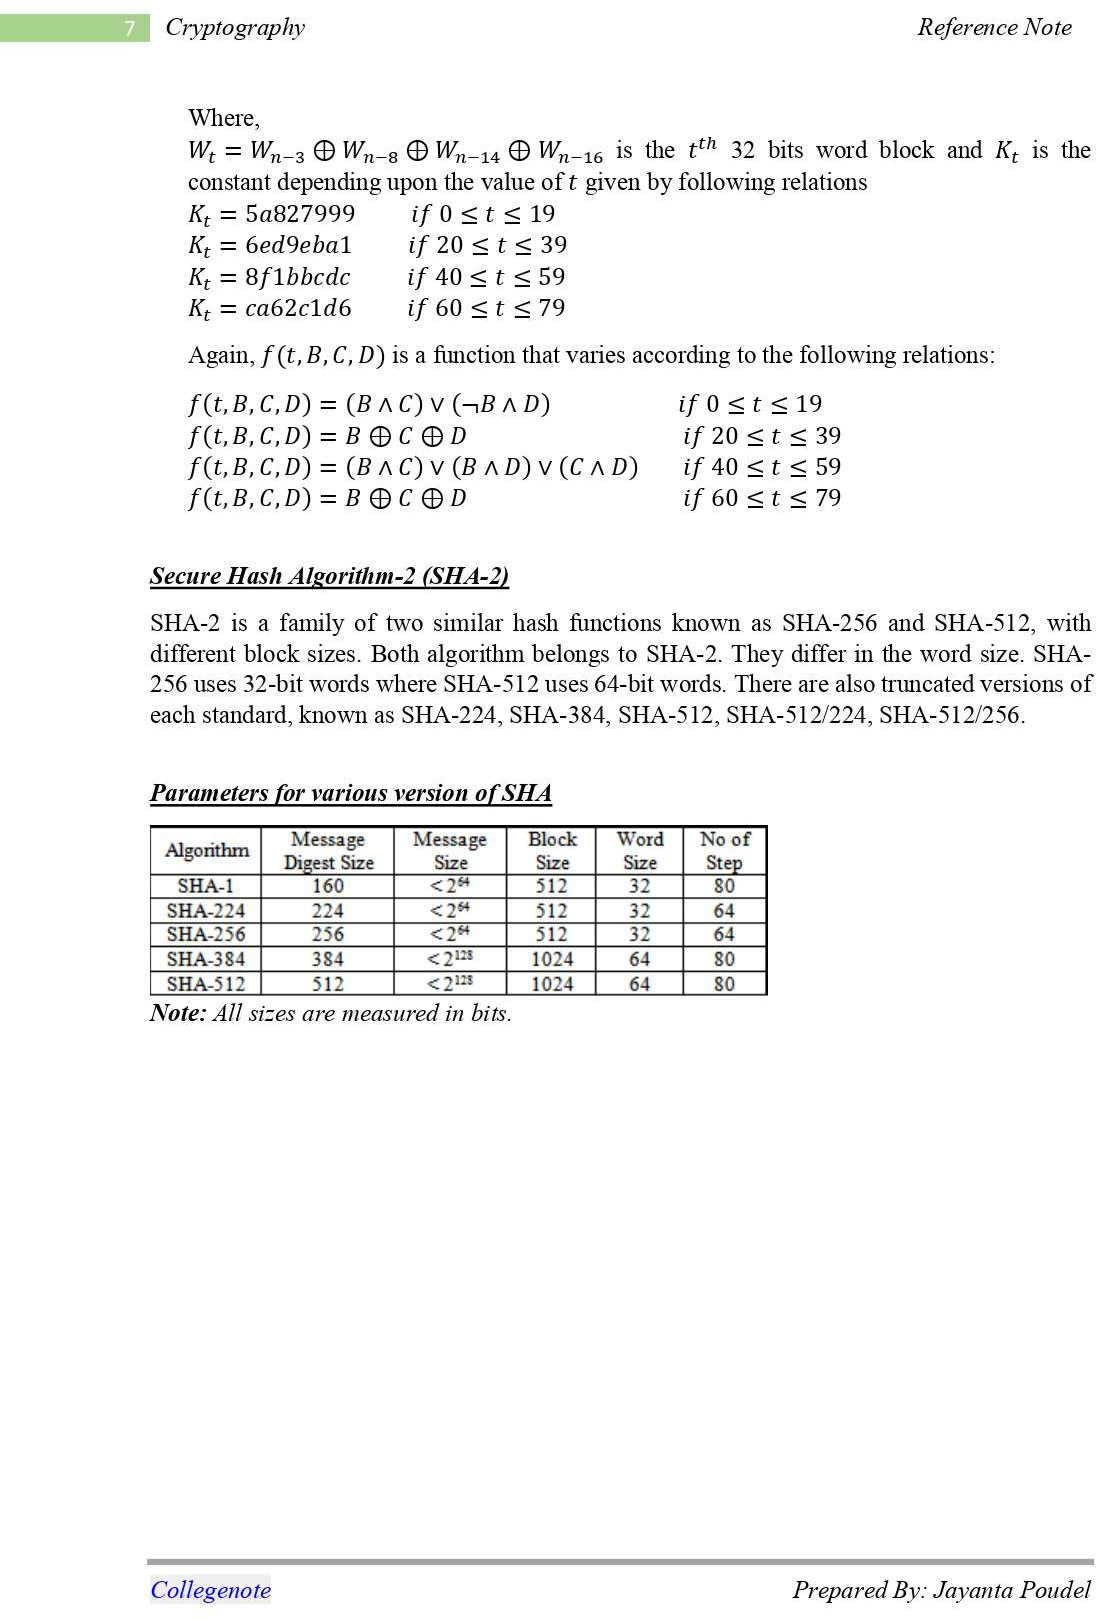 7 Cryptography Reference Note
Where,
W_t = W_{n−3} ⊕ W_{n−8} ⊕ W_{n−14} ⊕ W_{n−16} is the t^{th} 32 bits word block and K_t is the
constant depending upon the value of t given by following relations
K_t = 5a827999 if 0 ≤ t ≤ 19
K_t = 6ed9eba1 if 20 ≤ t ≤ 39
K_t = 8f1bbcdc if 40 ≤ t ≤ 59
K_t = ca62c1d6 if 60 ≤ t ≤ 79
Again, f(t, B, C, D) is a function that varies according to the following relations:
f(t, B, C, D) = (B ∧ C) ∨ (¬B ∧ D) if 0 ≤ t ≤ 19
f(t, B, C, D) = B ⊕ C ⊕ D if 20 ≤ t ≤ 39
f(t, B, C, D) = (B ∧ C) ∨ (B ∧ D) ∨ (C ∧ D) if 40 ≤ t ≤ 59
f(t, B, C, D) = B ⊕ C ⊕ D if 60 ≤ t ≤ 79
Secure Hash Algorithm-2 (SHA-2)
SHA-2 is a family of two similar hash functions known as SHA-256 and SHA-512, with
different block sizes. Both algorithm belongs to SHA-2. They differ in the word size. SHA-
256 uses 32-bit words where SHA-512 uses 64-bit words. There are also truncated versions of
each standard, known as SHA-224, SHA-384, SHA-512, SHA-512/224, SHA-512/256.
Parameters for various version of SHA
Algorithm Message Digest Size Message Size Block Size Word Size No of Step
SHA-1 160 <2^{64} 512 32 80
SHA-224 224 <2^{64} 512 32 64
SHA-256 256 <2^{64} 512 32 64
SHA-384 384 <2^{128} 1024 64 80
SHA-512 512 <2^{128} 1024 64 80
Note: All sizes are measured in bits.
Collegenote Prepared By: Jayanta Poudel